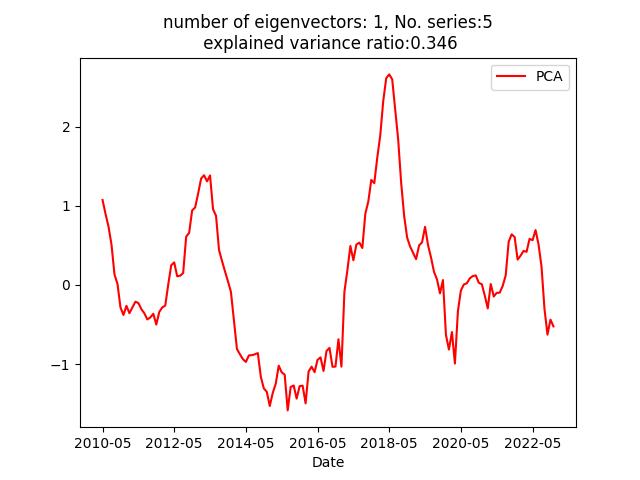 number of eigenvectors: 1, No. series:5
explained variance ratio:0.346
PCA
2
1
0
−1
2010-05 2012-05 2014-05 2016-05 2018-05 2020-05 2022-05
Date